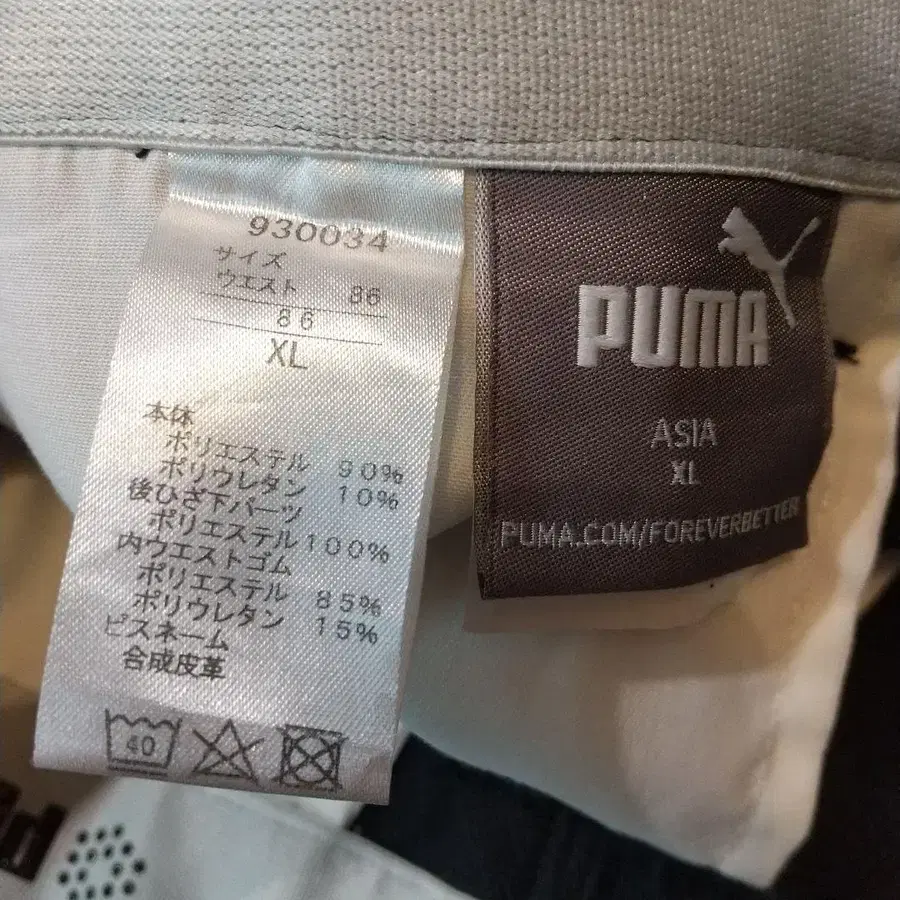 930034
サイズ
ウエスト 86
86
XL
本体
ポリエステル 90%
ポリウレタン 10%
後ひざ下パーツ
ポリエステル 100%
内ウエストゴム
ポリエステル 85%
ポリウレタン 15%
ピスネーム
合成皮革
40
PUMA
ASIA
XL
PUMA.COM/FOREVERBETTER